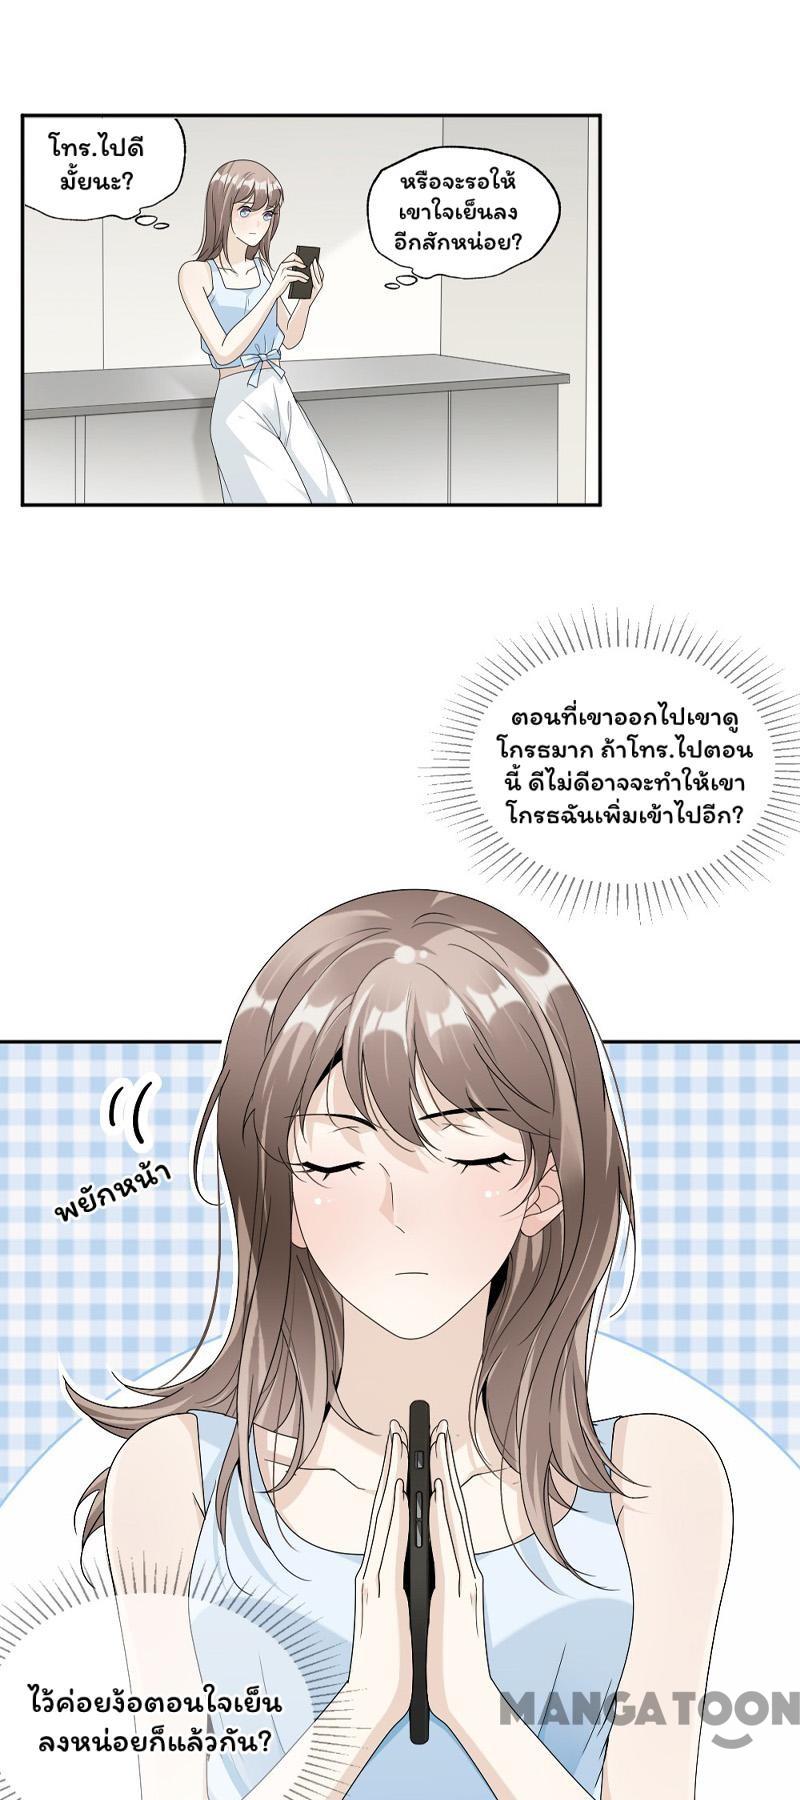 โทร.ไปดี
มั้ยนะ?
หรือจะรอให้
เขาใจเย็นลง
อีกสักหน่อย?
ตอนที่เขาออกไปเขาดู
โกรธมาก ถ้าโทร.ไปตอน
นี้ ดีไม่ดีอาจจะทำให้เขา
โกรธฉันเพิ่มเข้าไปอีก?
พยักหน้า
ไว้ค่อยง้อตอนใจเย็น
ลงหน่อยก็แล้วกัน?
MANGATOON